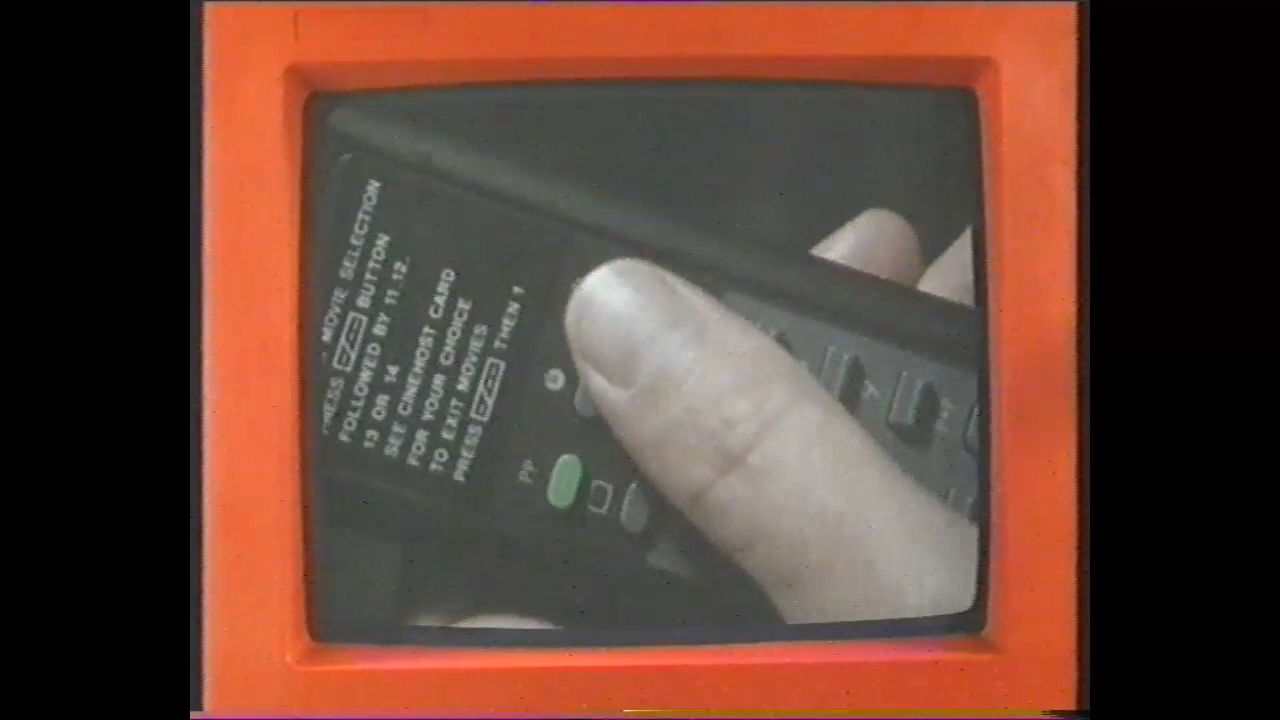 MOVIE SELECTION
PRESS BUTTON
FOLLOWED BY 11.12.
13 OR 14
SEE CINEHOST CARD
FOR YOUR CHOICE
TO EXIT MOVIES
PRESS THEN 1
PP